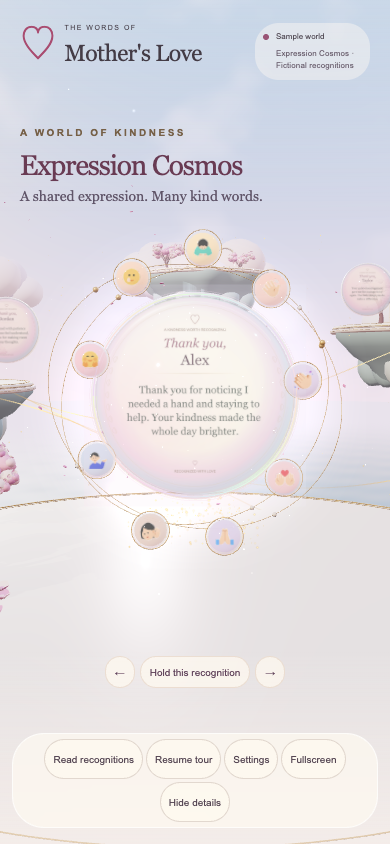 THE WORDS OF
Mother's Love
Sample world
Expression Cosmos ·
Fictional recognitions
A WORLD OF KINDNESS
Expression Cosmos
A shared expression. Many kind words.
Thank you,
Alex
Thank you for noticing I
needed a hand and staying to
help. Your kindness made the
whole day brighter.
← Hold this recognition →
Read recognitions
Resume tour
Settings
Fullscreen
Hide details